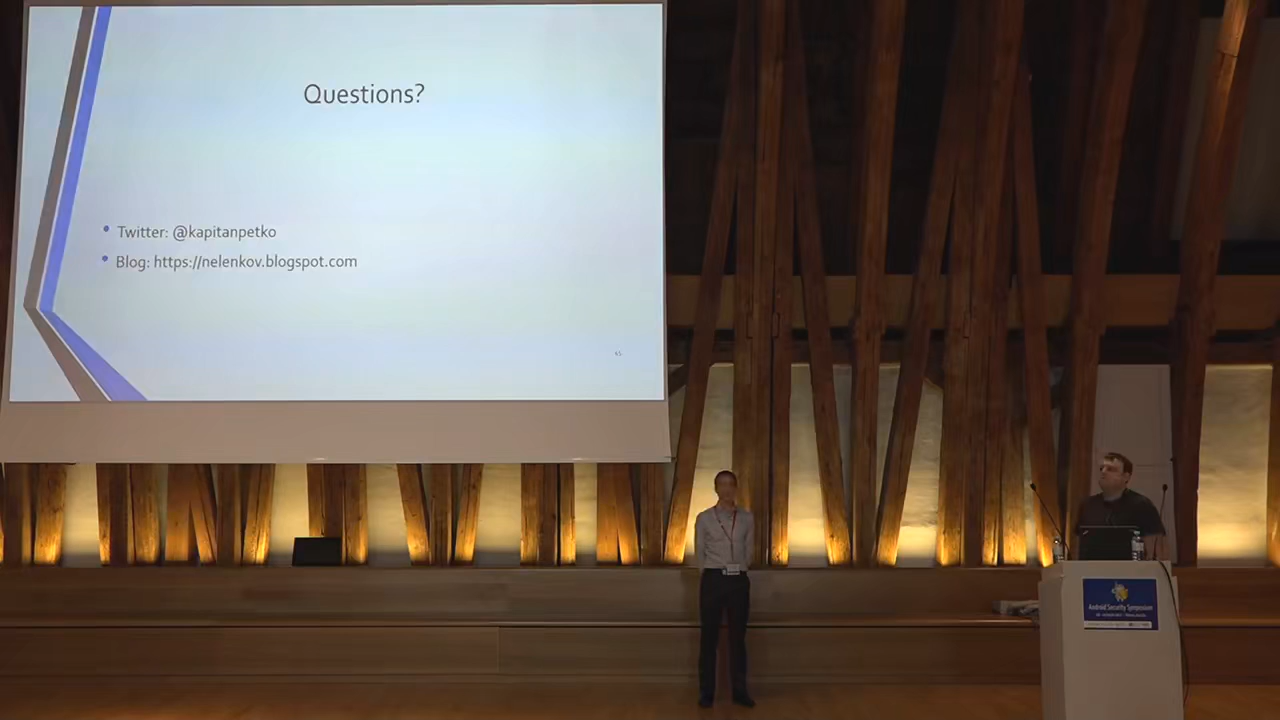 Questions?
Twitter: @kapitanpetko
Blog: https://nelenkov.blogspot.com
Android Security Symposium